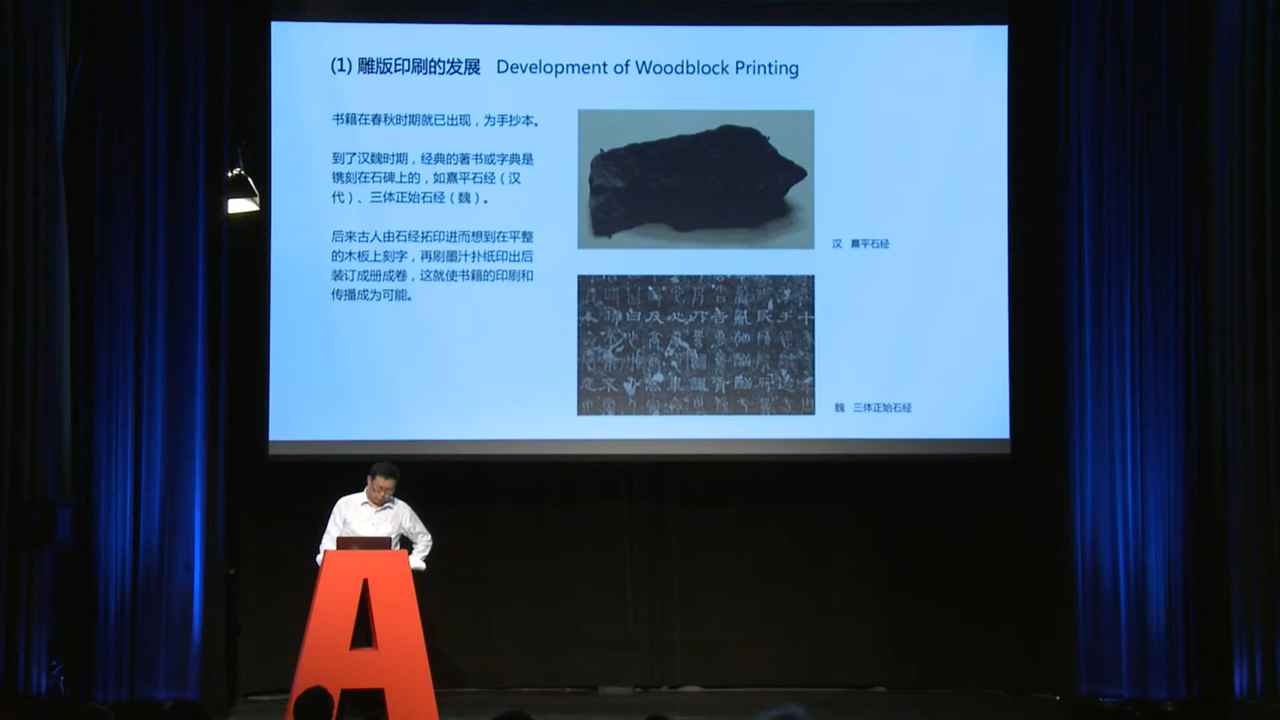 (1) 雕版印刷的发展 Development of Woodblock Printing
书籍在春秋时期就已出现，为手抄本。
到了汉魏时期，经典的著书或字典是
镌刻在石碑上的，如熹平石经（汉
代）、三体正始石经（魏）。
后来古人由石经拓印进而想到在平整
的木板上刻字，再刷墨汁扑纸印出后
装订成册成卷，这就使书籍的印刷和
传播成为可能。
汉 熹平石经
魏 三体正始石经
A